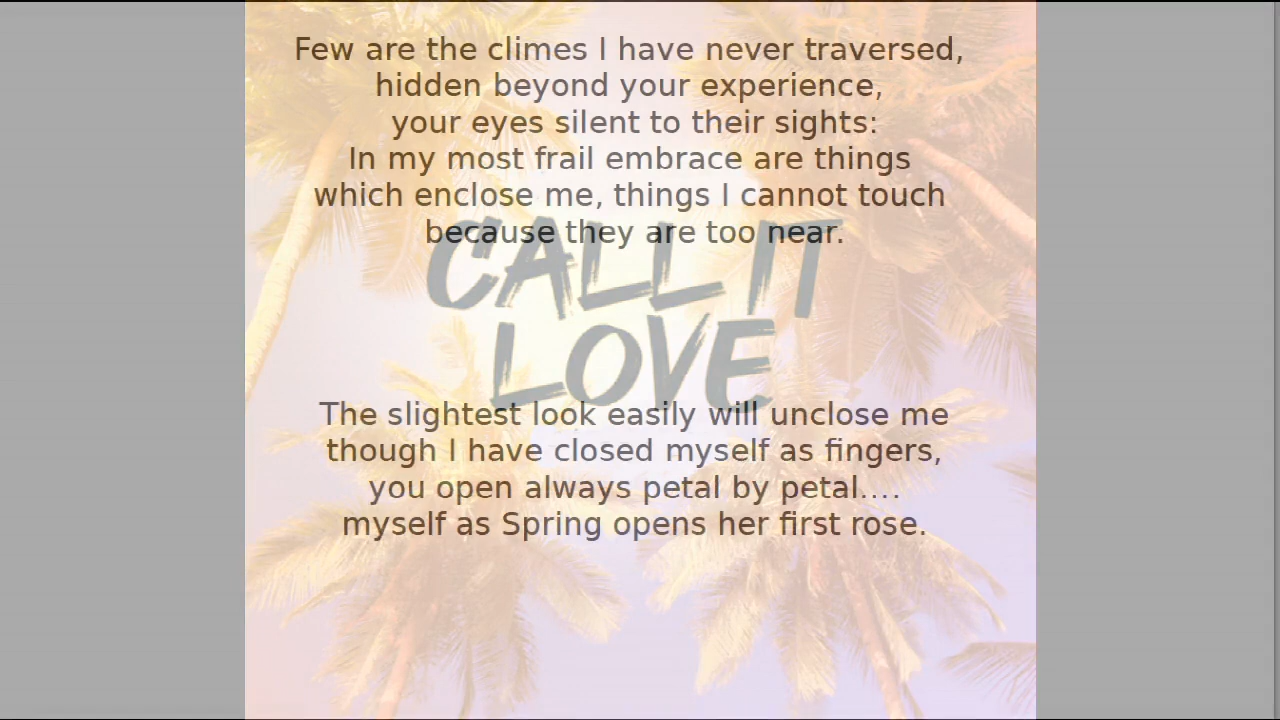 Few are the climes I have never traversed,
hidden beyond your experience,
your eyes silent to their sights:
In my most frail embrace are things
which enclose me, things I cannot touch
because they are too near.
CALL IT
LOVE
The slightest look easily will unclose me
though I have closed myself as fingers,
you open always petal by petal....
myself as Spring opens her first rose.